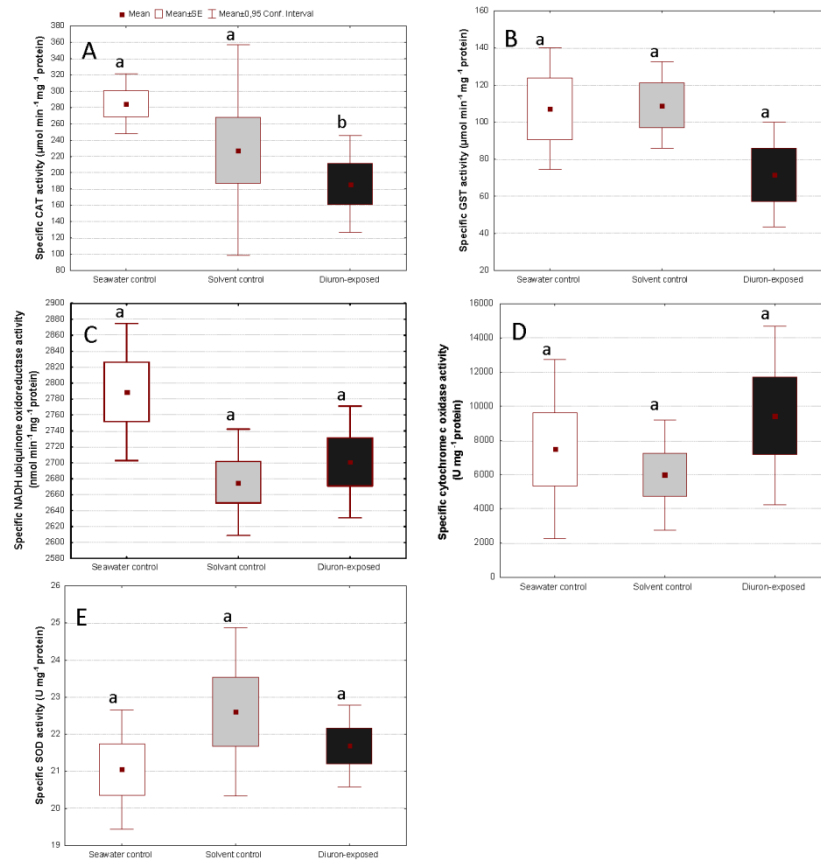 Mean Mean±SE Mean±0,95 Conf. Interval
A
a
a
b
Specific CAT activity (µmol min⁻¹ mg⁻¹ protein)
380
360
340
320
300
280
260
240
220
200
180
160
140
120
100
80
Seawater control Solvent control Diuron-exposed
B
a
a
a
Specific GST activity (µmol min⁻¹ mg⁻¹ protein)
160
140
120
100
80
60
40
20
Seawater control Solvent control Diuron-exposed
C
a
a
a
Specific NADH ubiquinone oxidoreductase activity
(nmol min⁻¹ mg⁻¹ protein)
2900
2880
2860
2840
2820
2800
2780
2760
2740
2720
2700
2680
2660
2640
2620
2600
2580
Seawater control Solvant control Diuron-exposed
D
a
a
a
Specific cytochrome c oxidase activity
(U mg⁻¹ protein)
16000
14000
12000
10000
8000
6000
4000
2000
0
Seawater control Solvent control Diuron-exposed
E
a
a
a
Specific SOD activity (U mg⁻¹ protein)
26
25
24
23
22
21
20
19
Seawater control Solvent control Diuron-exposed